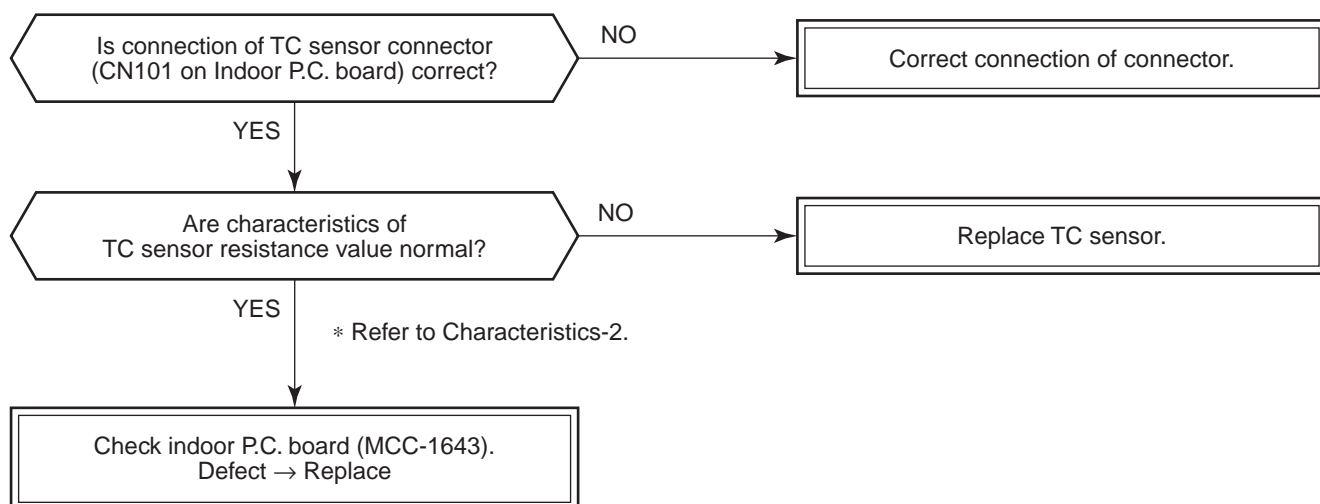 Is connection of TC sensor connector
(CN101 on Indoor P.C. board) correct?
NO
Correct connection of connector.
YES
Are characteristics of
TC sensor resistance value normal?
NO
Replace TC sensor.
YES
* Refer to Characteristics-2.
Check indoor P.C. board (MCC-1643).
Defect → Replace